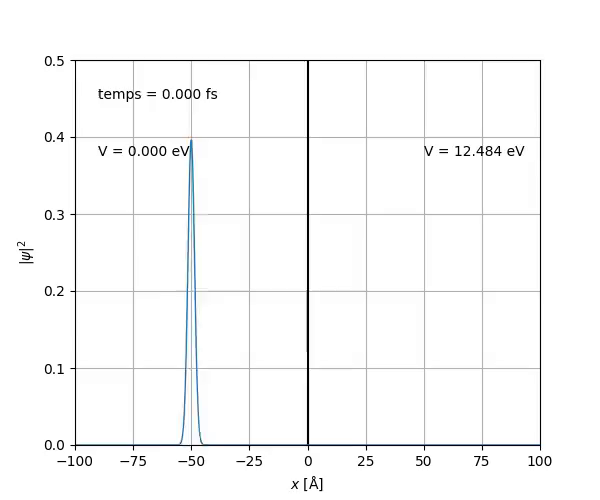 0.5
temps = 0.000 fs
0.4
V = 0.000 eV
V = 12.484 eV
0.3
|ψ|²
0.2
0.1
0.0
−100 −75 −50 −25 0 25 50 75 100
x [Å]